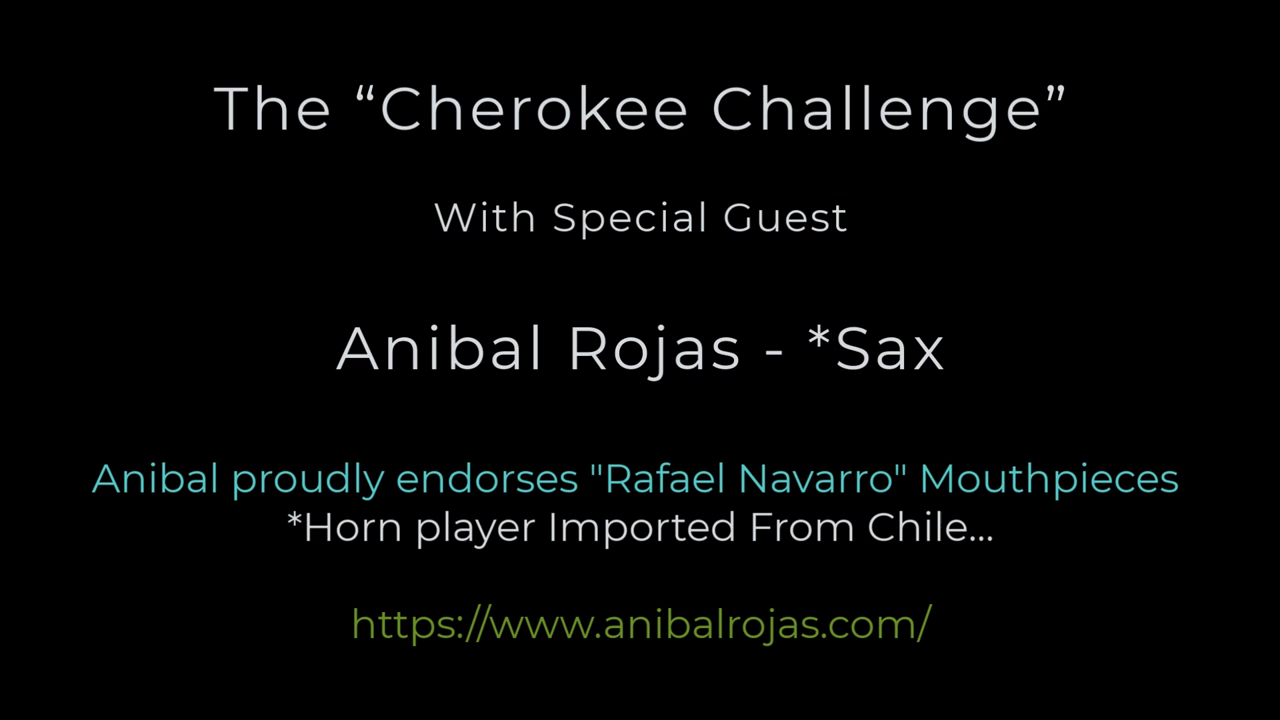 The “Cherokee Challenge”
With Special Guest
Anibal Rojas - *Sax
Anibal proudly endorses "Rafael Navarro" Mouthpieces
*Horn player Imported From Chile...
https://www.anibalrojas.com/